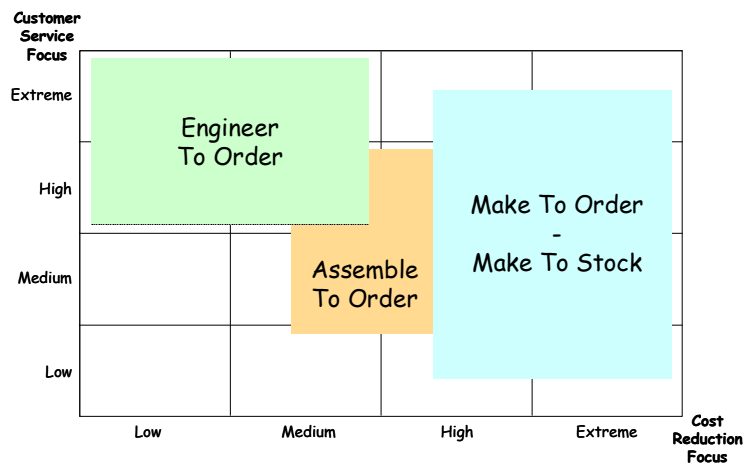 Customer
Service
Focus
Extreme
Engineer
To Order
High
Make To Order
-
Make To Stock
Medium
Assemble
To Order
Low
Low
Medium
High
Extreme
Cost
Reduction
Focus